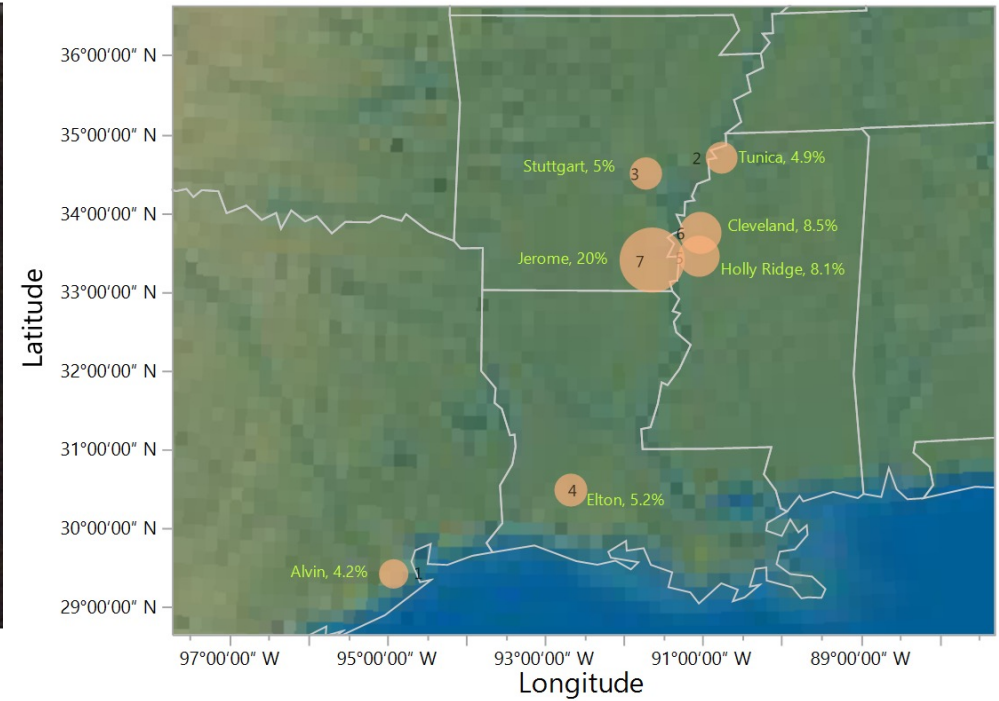 36°00'00" N
35°00'00" N
34°00'00" N
33°00'00" N
32°00'00" N
31°00'00" N
30°00'00" N
29°00'00" N
Latitude
Stuttgart, 5%
3
2
Tunica, 4.9%
6
Cleveland, 8.5%
Jerome, 20%
7
5
Holly Ridge, 8.1%
4
Elton, 5.2%
Alvin, 4.2%
1
97°00'00" W
95°00'00" W
93°00'00" W
91°00'00" W
89°00'00" W
Longitude